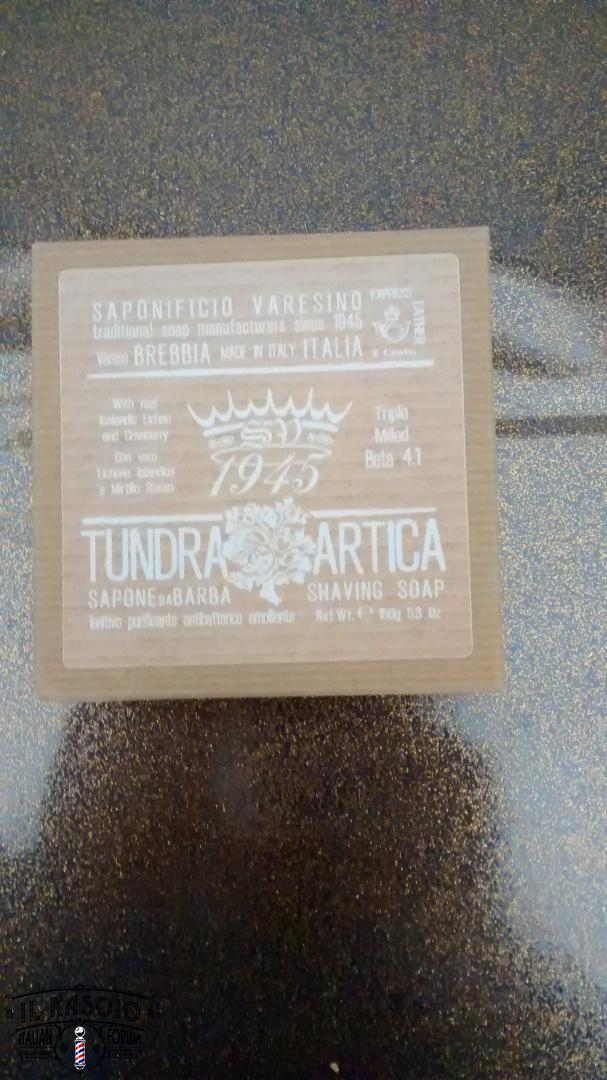 SAPONIFICIO VARESINO
traditional soap manufacturers since 1945
Varese BREBBIA MADE IN ITALY ITALIA
EXPRESS
LATHER
With real
Icelandic Lichen
and Cranberry
Con vero
Lichene Islandico
e Mirtillo Rosso
SV
1945
Triple
Milled
Beta 4.1
TUNDRA ARTICA
SAPONE DA BARBA
SHAVING SOAP
lenitivo purificante antibatterico emolliente
Net Wt. e 150g 5.3 Oz
IL RASOIO
ITALIAN FORUM